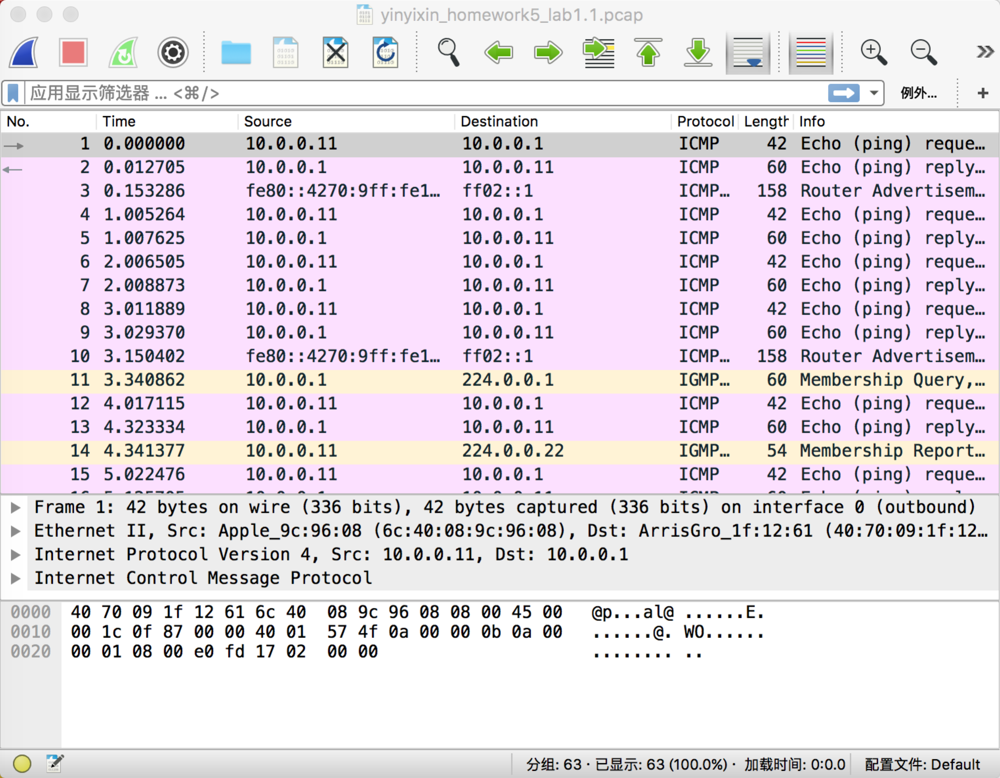 yinyixin_homework5_lab1.1.pcap
应用显示筛选器 … <⌘/>
例外…
+
No. Time Source Destination Protocol Length Info
1 0.000000 10.0.0.11 10.0.0.1 ICMP 42 Echo (ping) reque…
2 0.012705 10.0.0.1 10.0.0.11 ICMP 60 Echo (ping) reply…
3 0.153286 fe80::4270:9ff:fe1… ff02::1 ICMP… 158 Router Advertisem…
4 1.005264 10.0.0.11 10.0.0.1 ICMP 42 Echo (ping) reque…
5 1.007625 10.0.0.1 10.0.0.11 ICMP 60 Echo (ping) reply…
6 2.006505 10.0.0.11 10.0.0.1 ICMP 42 Echo (ping) reque…
7 2.008873 10.0.0.1 10.0.0.11 ICMP 60 Echo (ping) reply…
8 3.011889 10.0.0.11 10.0.0.1 ICMP 42 Echo (ping) reque…
9 3.029370 10.0.0.1 10.0.0.11 ICMP 60 Echo (ping) reply…
10 3.150402 fe80::4270:9ff:fe1… ff02::1 ICMP… 158 Router Advertisem…
11 3.340862 10.0.0.1 224.0.0.1 IGMP… 60 Membership Query,…
12 4.017115 10.0.0.11 10.0.0.1 ICMP 42 Echo (ping) reque…
13 4.323334 10.0.0.1 10.0.0.11 ICMP 60 Echo (ping) reply…
14 4.341377 10.0.0.11 224.0.0.22 IGMP… 54 Membership Report…
15 5.022476 10.0.0.11 10.0.0.1 ICMP 42 Echo (ping) reque…
Frame 1: 42 bytes on wire (336 bits), 42 bytes captured (336 bits) on interface 0 (outbound)
Ethernet II, Src: Apple_9c:96:08 (6c:40:08:9c:96:08), Dst: ArrisGro_1f:12:61 (40:70:09:1f:12…
Internet Protocol Version 4, Src: 10.0.0.11, Dst: 10.0.0.1
Internet Control Message Protocol
0000 40 70 09 1f 12 61 6c 40 08 9c 96 08 08 00 45 00 @p...al@ ......E.
0010 00 1c 0f 87 00 00 40 01 57 4f 0a 00 00 0b 0a 00 ......@. WO......
0020 00 01 08 00 e0 fd 17 02 00 00 ........ ..
分组: 63 · 已显示: 63 (100.0%) · 加载时间: 0:0.0 配置文件: Default